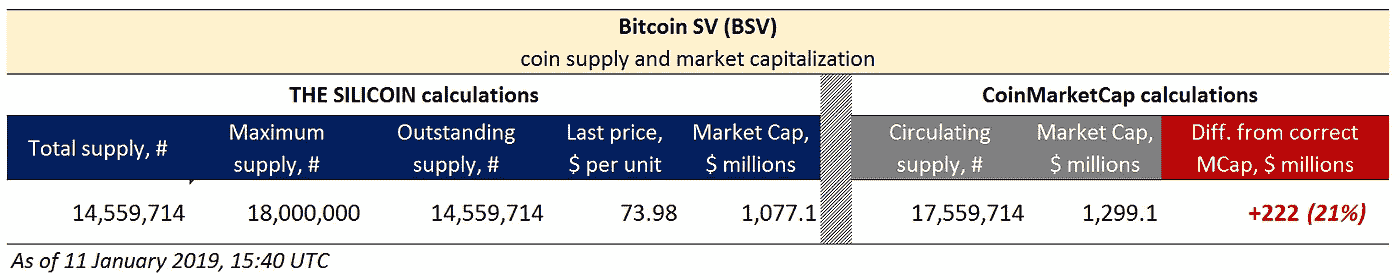 Bitcoin SV (BSV)
coin supply and market capitalization
THE SILICOIN calculations CoinMarketCap calculations
Total supply, # Maximum supply, # Outstanding supply, # Last price, $ per unit Market Cap, $ millions Circulating supply, # Market Cap, $ millions Diff. from correct MCap, $ millions
14,559,714 18,000,000 14,559,714 73.98 1,077.1 17,559,714 1,299.1 +222 (21%)
As of 11 January 2019, 15:40 UTC